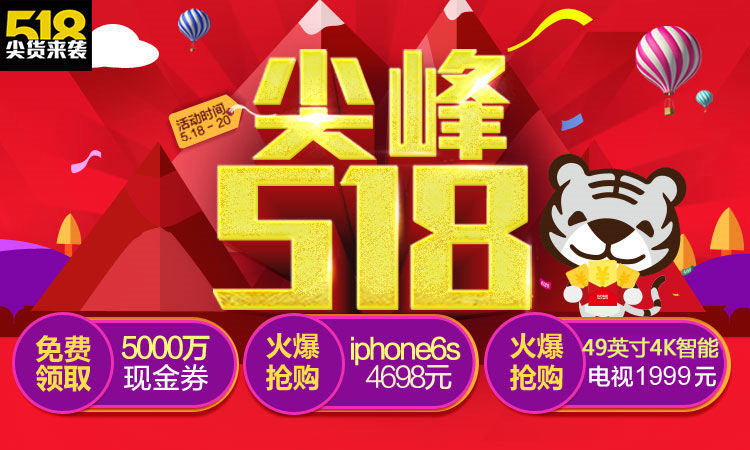 518
尖货来袭
活动时间
5.18-20
尖峰
518
免费
领取
5000万
现金券
火爆
抢购
iphone6s
4698元
火爆
抢购
49英寸4K智能
电视1999元